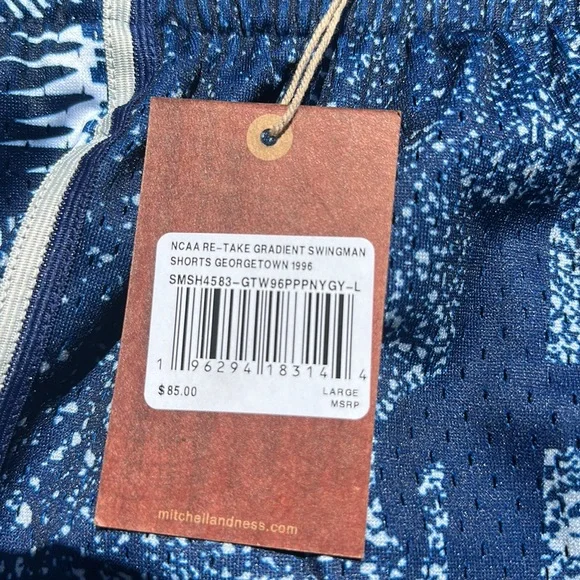 NCAA RE-TAKE GRADIENT SWINGMAN
SHORTS GEORGETOWN 1996
SMSH4583-GTW96PPPNYGY-L
1 96294 18314 4
$85.00 LARGE
MSRP
mitchellandness.com